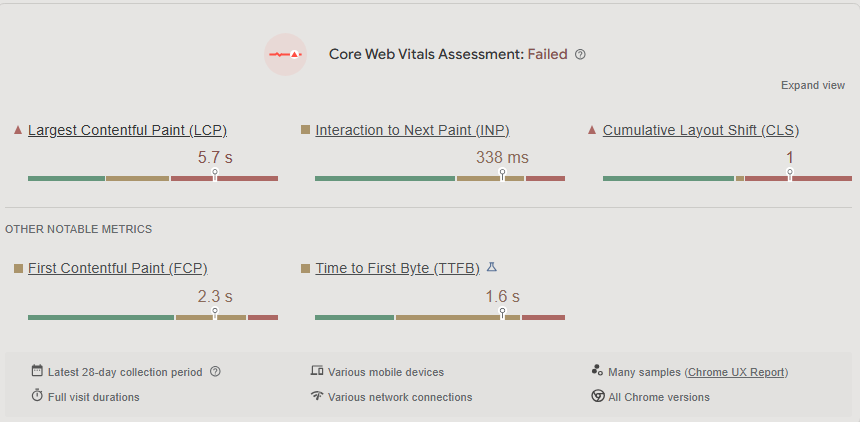 Core Web Vitals Assessment: Failed
Expand view
Largest Contentful Paint (LCP)
5.7 s
Interaction to Next Paint (INP)
338 ms
Cumulative Layout Shift (CLS)
1
OTHER NOTABLE METRICS
First Contentful Paint (FCP)
2.3 s
Time to First Byte (TTFB)
1.6 s
Latest 28-day collection period
Various mobile devices
Many samples (Chrome UX Report)
Full visit durations
Various network connections
All Chrome versions